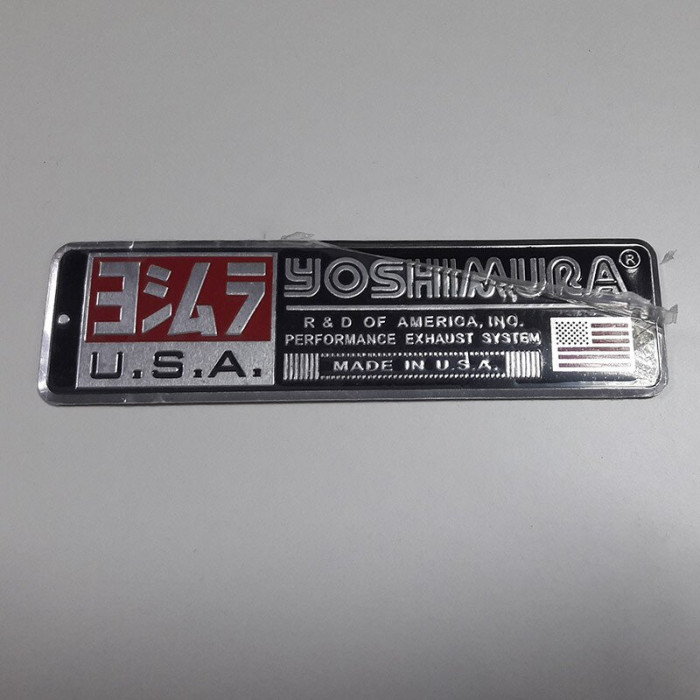 ヨシムラ
U.S.A.
YOSHIMURA®
R & D OF AMERICA, INC.
PERFORMANCE EXHAUST SYSTEM
MADE IN U.S.A.